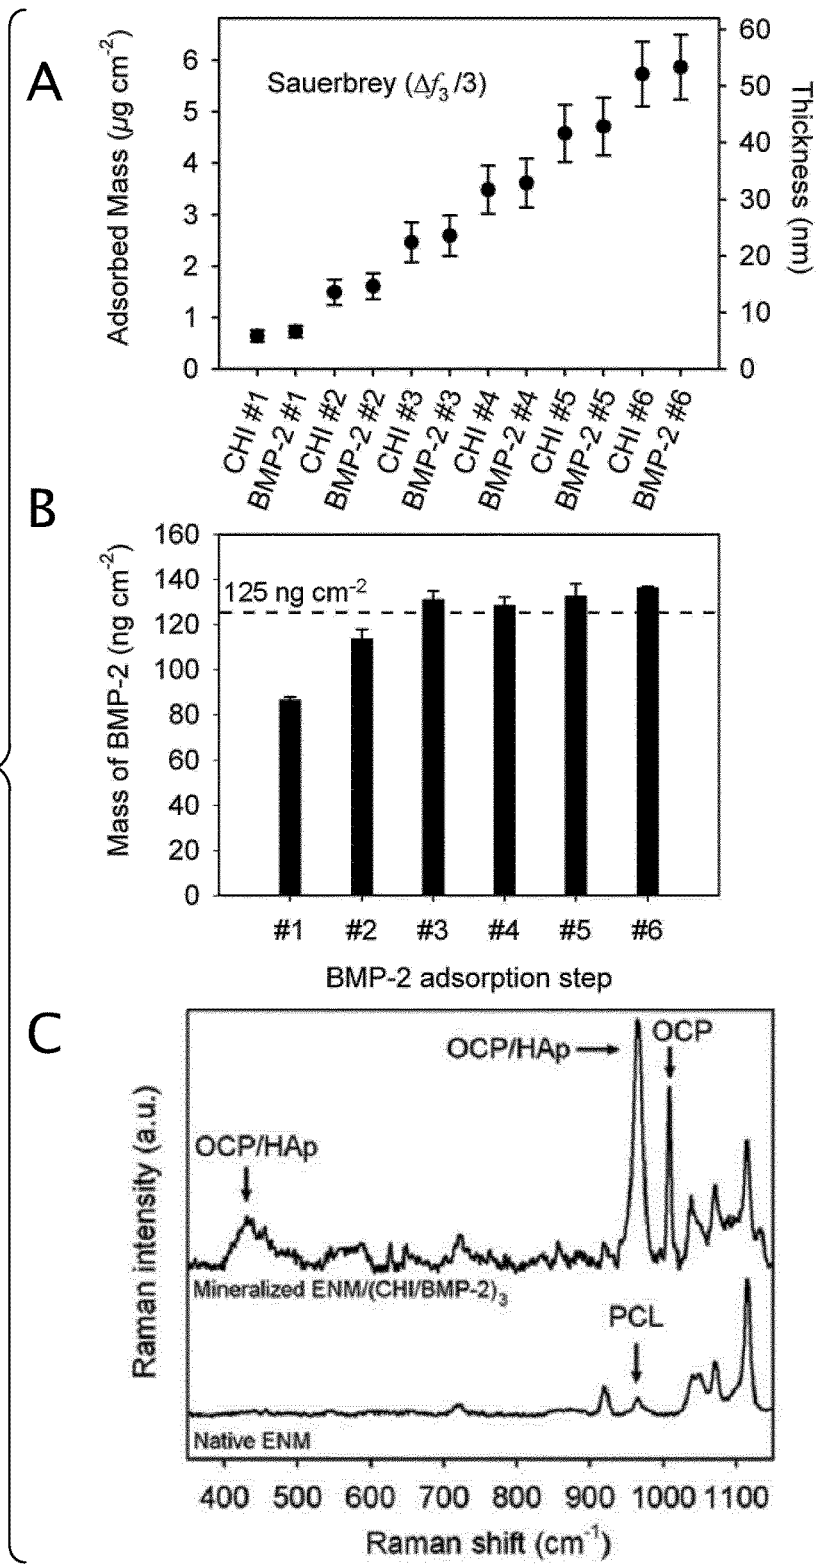 A
Sauerbrey (Δf3/3)
Adsorbed Mass (µg cm-2)
Thickness (nm)
6
5
4
3
2
1
0
60
50
40
30
20
10
0
CHI #1
BMP-2 #1
CHI #2
BMP-2 #2
CHI #3
BMP-2 #3
CHI #4
BMP-2 #4
CHI #5
BMP-2 #5
CHI #6
BMP-2 #6
B
Mass of BMP-2 (ng cm-2)
160
140
120
100
80
60
40
20
0
125 ng cm-2
#1 #2 #3 #4 #5 #6
BMP-2 adsorption step
C
Raman intensity (a.u.)
OCP/HAp
OCP
OCP/HAp
Mineralized ENM/(CHI/BMP-2)3
PCL
Native ENM
400 500 600 700 800 900 1000 1100
Raman shift (cm-1)